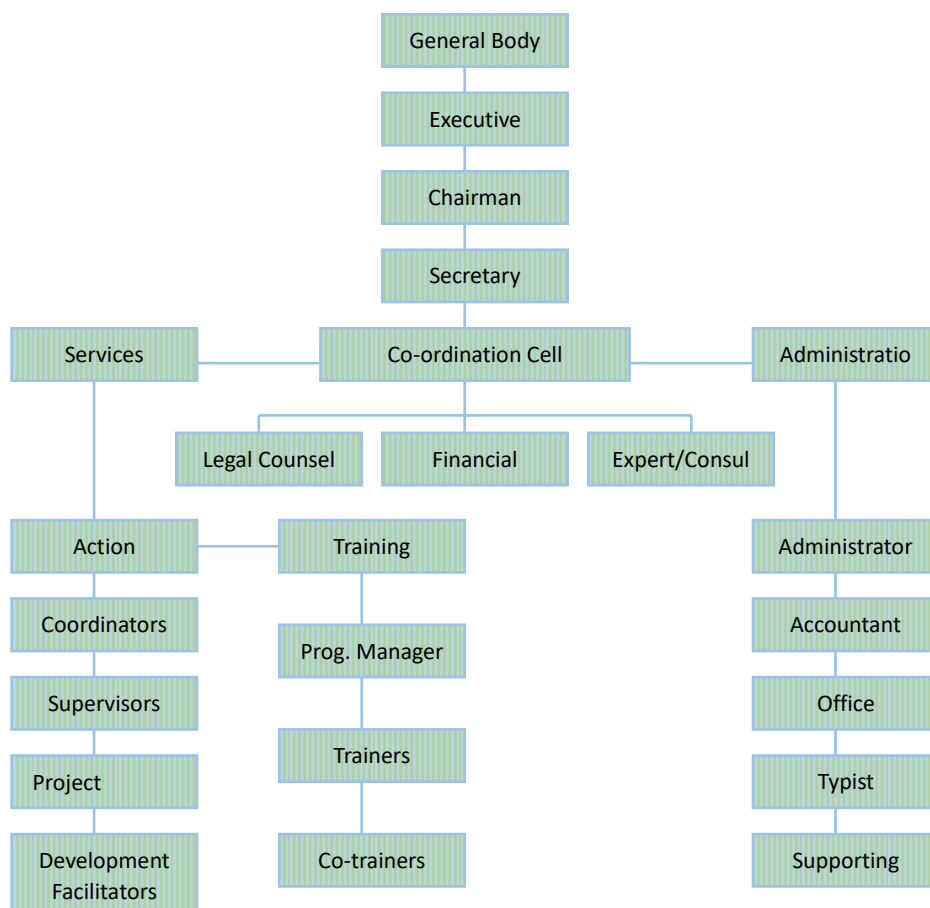 General Body
Executive
Chairman
Secretary
Services
Co-ordination Cell
Administratio
Legal Counsel
Financial
Expert/Consul
Action
Training
Administrator
Coordinators
Accountant
Prog. Manager
Supervisors
Office
Trainers
Project
Typist
Development
Facilitators
Co-trainers
Supporting